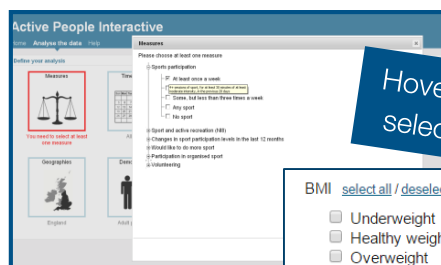 Active People Interactive
Home Analyse the data Help
Define your analysis
Measures
You need to select at least
one measure
Geographies
England
Measures
Please choose at least one measure
Sports participation
At least once a week
Some, but less than three times a week
Any sport
No sport
Sport and active recreation (NI8)
Changes in sport participation levels in the last 12 months
Would like to do more sport
Participation in organised sport
Volunteering
Hove
selec
BMI select all / deselec
Underweight
Healthy weigh
Overweight